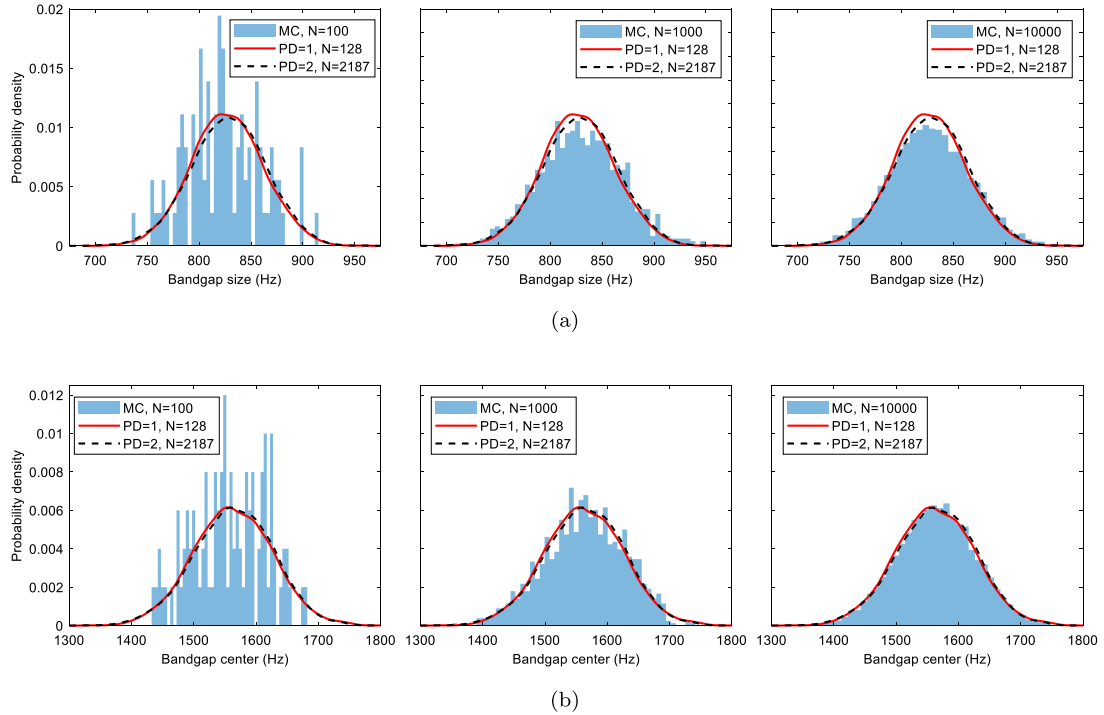 0.02
0.015
0.01
0.005
0
Probability density
MC, N=100
PD=1, N=128
PD=2, N=2187
700 750 800 850 900 950
Bandgap size (Hz)
MC, N=1000
PD=1, N=128
PD=2, N=2187
700 750 800 850 900 950
Bandgap size (Hz)
MC, N=10000
PD=1, N=128
PD=2, N=2187
700 750 800 850 900 950
Bandgap size (Hz)
(a)
0.012
0.01
0.008
0.006
0.004
0.002
0
Probability density
MC, N=100
PD=1, N=128
PD=2, N=2187
1300 1400 1500 1600 1700 1800
Bandgap center (Hz)
MC, N=1000
PD=1, N=128
PD=2, N=2187
1300 1400 1500 1600 1700 1800
Bandgap center (Hz)
MC, N=10000
PD=1, N=128
PD=2, N=2187
1300 1400 1500 1600 1700 1800
Bandgap center (Hz)
(b)